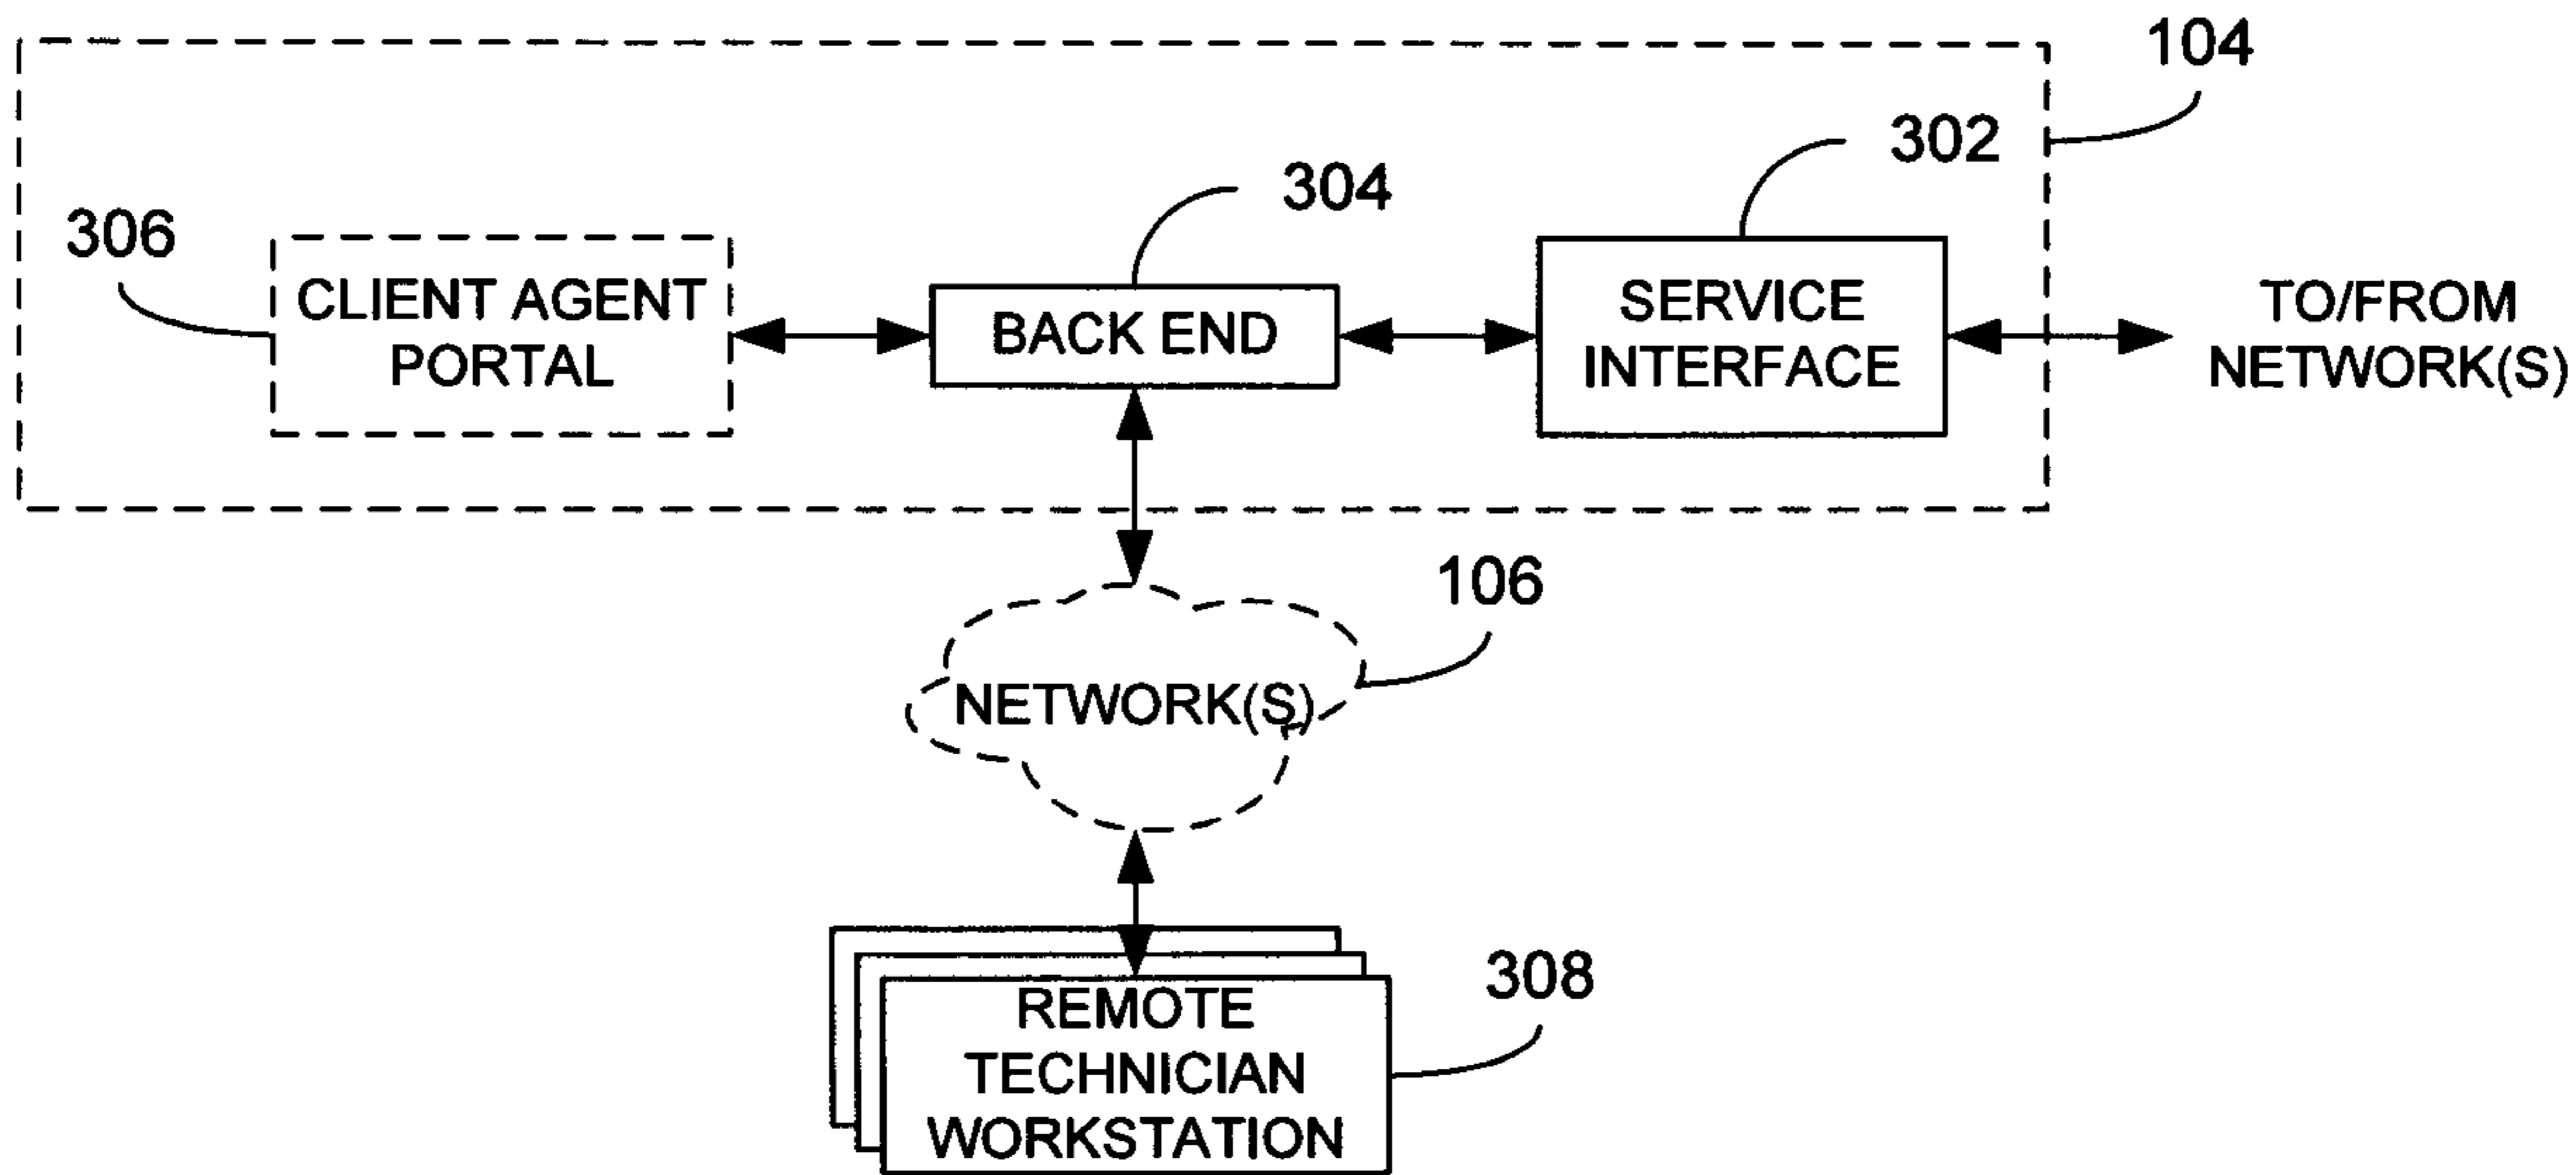 104
302
304
306
CLIENT AGENT
PORTAL
BACK END
SERVICE
INTERFACE
TO/FROM
NETWORK(S)
106
NETWORK(S)
308
REMOTE
TECHNICIAN
WORKSTATION